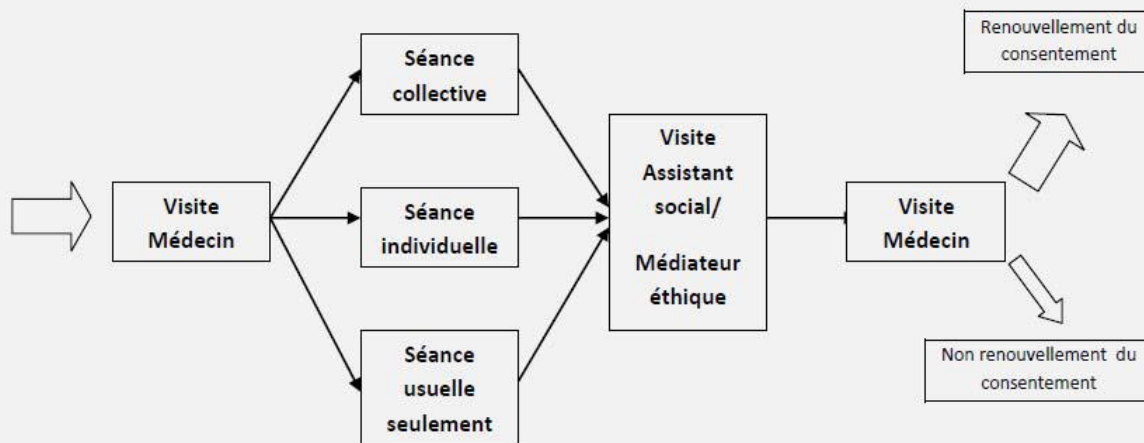 Visite
Médecin
Séance
collective
Séance
individuelle
Séance
usuelle
seulement
Visite
Assistant
social/
Médiateur
éthique
Visite
Médecin
Renouvellement du
consentement
Non renouvellement du
consentement